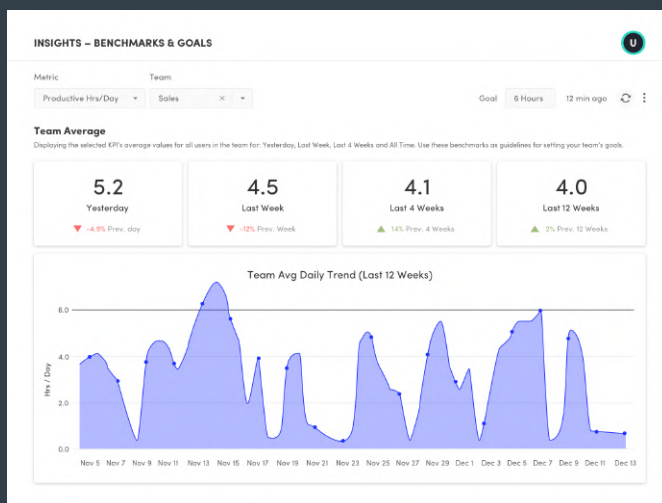 INSIGHTS – BENCHMARKS & GOALS
U
Metric
Team
Productive Hrs/Day
Sales
Goal
6 Hours
12 min ago
Team Average
Displaying the selected KPI's average values for all users in the team for: Yesterday, Last Week, Last 4 Weeks and All Time. Use these benchmarks as guidelines for setting your team's goals.
5.2
Yesterday
-4.9% Prev. day
4.5
Last Week
-12% Prev. Week
4.1
Last 4 Weeks
14% Prev. 4 Weeks
4.0
Last 12 Weeks
2% Prev. 12 Weeks
Team Avg Daily Trend (Last 12 Weeks)
Hrs / Day
6.0
4.0
2.0
0.0
Nov 5 Nov 7 Nov 9 Nov 11 Nov 13 Nov 15 Nov 17 Nov 19 Nov 21 Nov 23 Nov 25 Nov 27 Nov 29 Dec 1 Dec 3 Dec 5 Dec 7 Dec 9 Dec 11 Dec 13